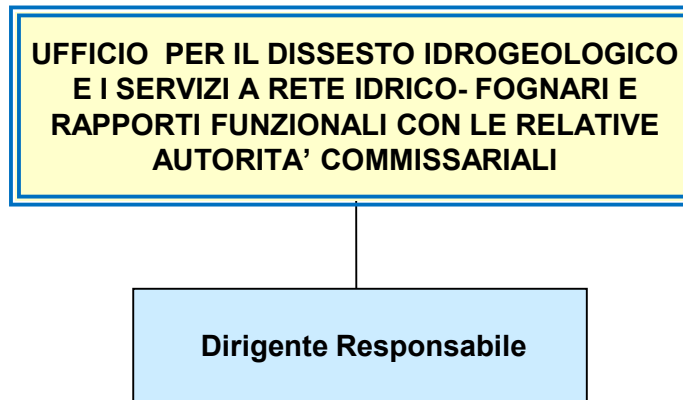 UFFICIO PER IL DISSESTO IDROGEOLOGICO
E I SERVIZI A RETE IDRICO- FOGNARI E
RAPPORTI FUNZIONALI CON LE RELATIVE
AUTORITA’ COMMISSARIALI
Dirigente Responsabile